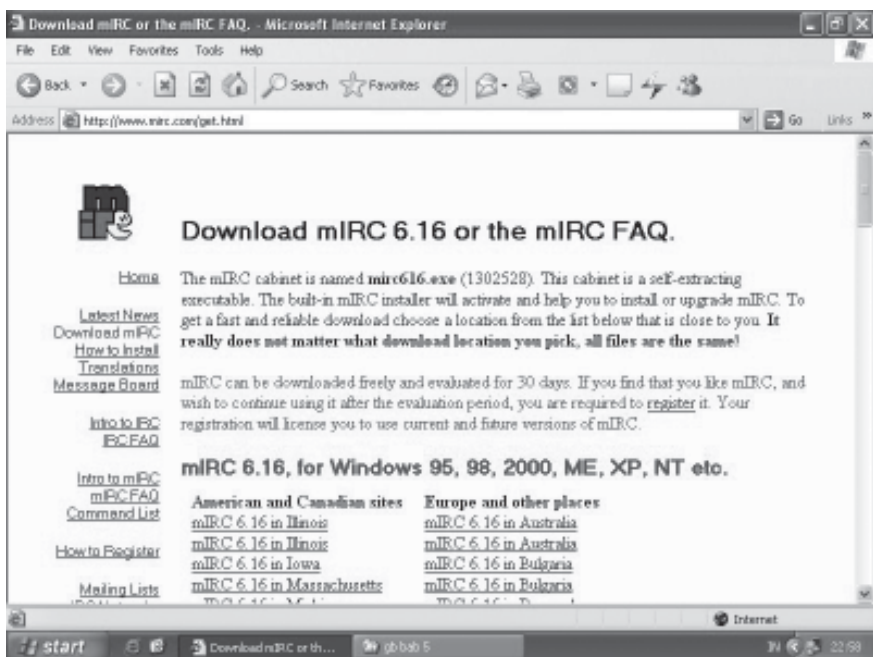 Download mIRC or the mIRC FAQ. - Microsoft Internet Explorer
File Edit View Favorites Tools Help
Back Search Favorites
Address http://www.mirc.com/get.html Go Links »
Download mIRC 6.16 or the mIRC FAQ.
Home
Latest News
Download mIRC
How to Install
Translations
Message Board
Intro to IRC
IRC FAQ
Intro to mIRC
mIRC FAQ
Command List
How to Register
Mailing Lists
The mIRC cabinet is named mirc616.exe (1302528). This cabinet is a self-extracting
executable. The built-in mIRC installer will activate and help you to install or upgrade mIRC. To
get a fast and reliable download choose a location from the list below that is close to you. It
really does not matter what download location you pick, all files are the same!
mIRC can be downloaded freely and evaluated for 30 days. If you find that you like mIRC, and
wish to continue using it after the evaluation period, you are required to register it. Your
registration will license you to use current and future versions of mIRC.
mIRC 6.16, for Windows 95, 98, 2000, ME, XP, NT etc.
American and Canadian sites
mIRC 6.16 in Illinois
mIRC 6.16 in Illinois
mIRC 6.16 in Iowa
mIRC 6.16 in Massachusetts
Europe and other places
mIRC 6.16 in Australia
mIRC 6.16 in Australia
mIRC 6.16 in Bulgaria
mIRC 6.16 in Bulgaria
Internet
start Download mIRC or th... gb bab 5 IN 22:59